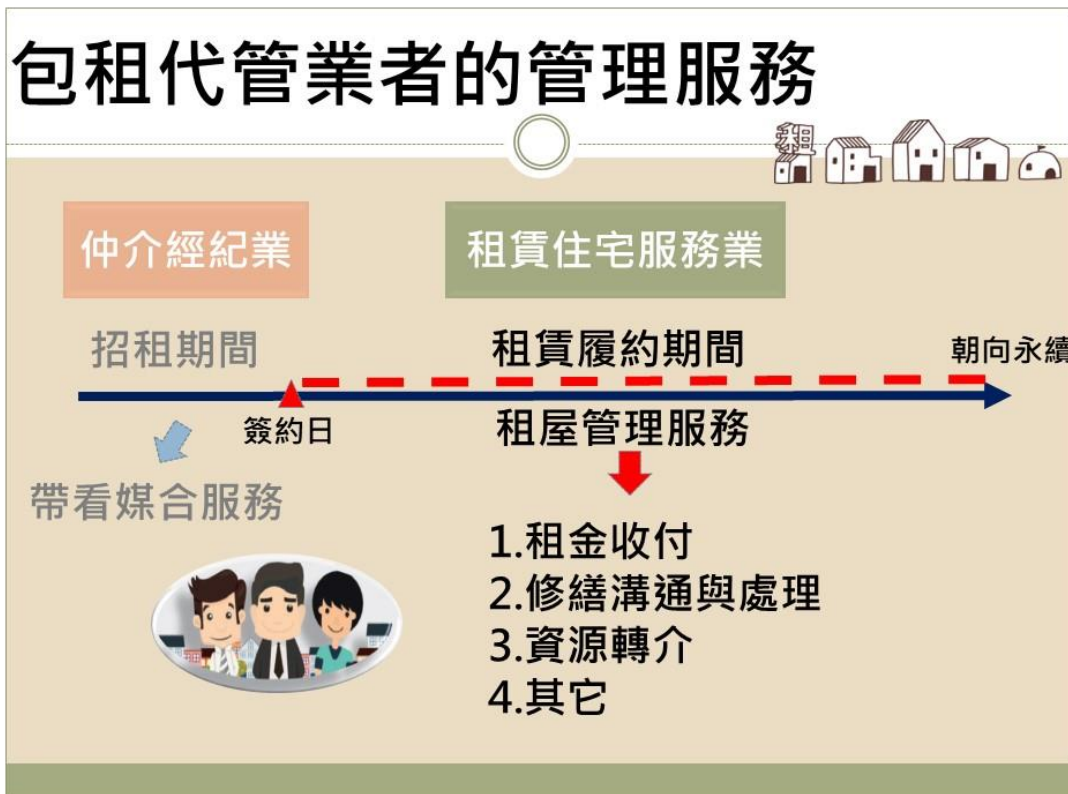 包租代管業者的管理服務
租
仲介經紀業
租賃住宅服務業
招租期間
租賃履約期間
朝向永續
簽約日
租屋管理服務
帶看媒合服務
1.租金收付
2.修繕溝通與處理
3.資源轉介
4.其它